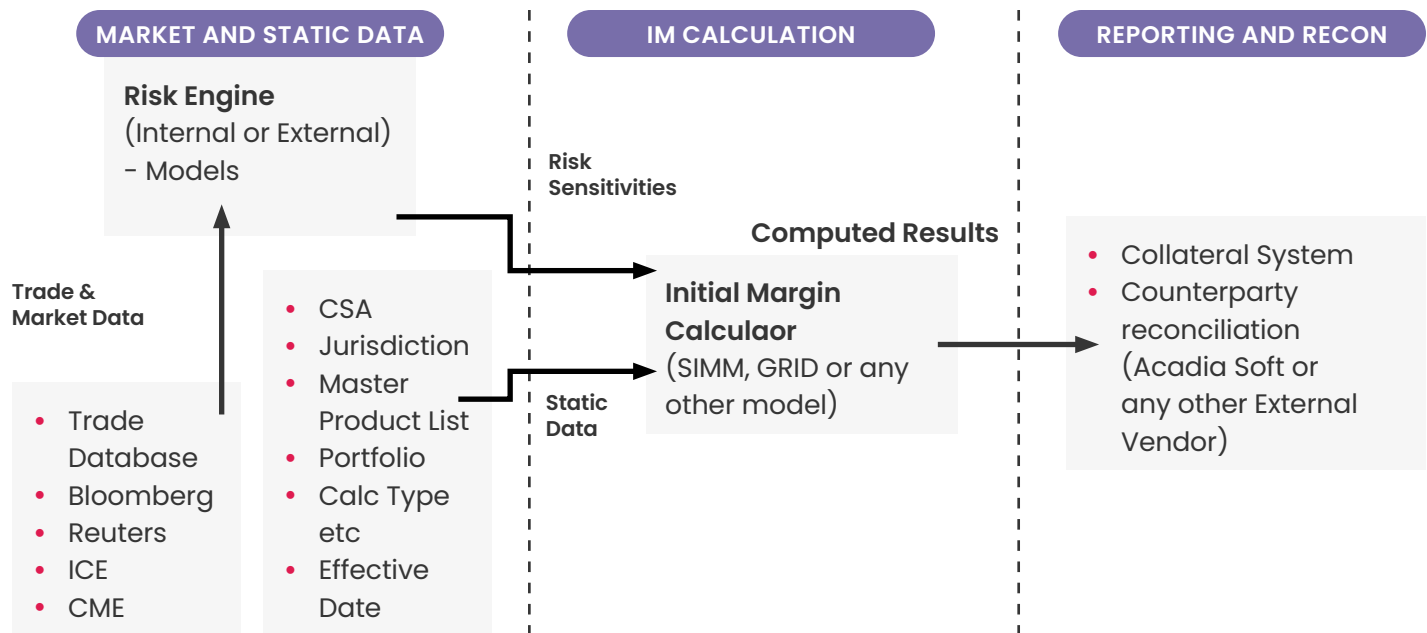 MARKET AND STATIC DATA
Risk Engine
(Internal or External)
- Models
Trade &
Market Data
• Trade
Database
• Bloomberg
• Reuters
• ICE
• CME
• CSA
• Jurisdiction
• Master
Product List
• Portfolio
• Calc Type
etc
• Effective
Date
IM CALCULATION
Risk
Sensitivities
Static
Data
Computed Results
Initial Margin
Calculaor
(SIMM, GRID or any
other model)
REPORTING AND RECON
• Collateral System
• Counterparty
reconciliation
(Acadia Soft or
any other External
Vendor)